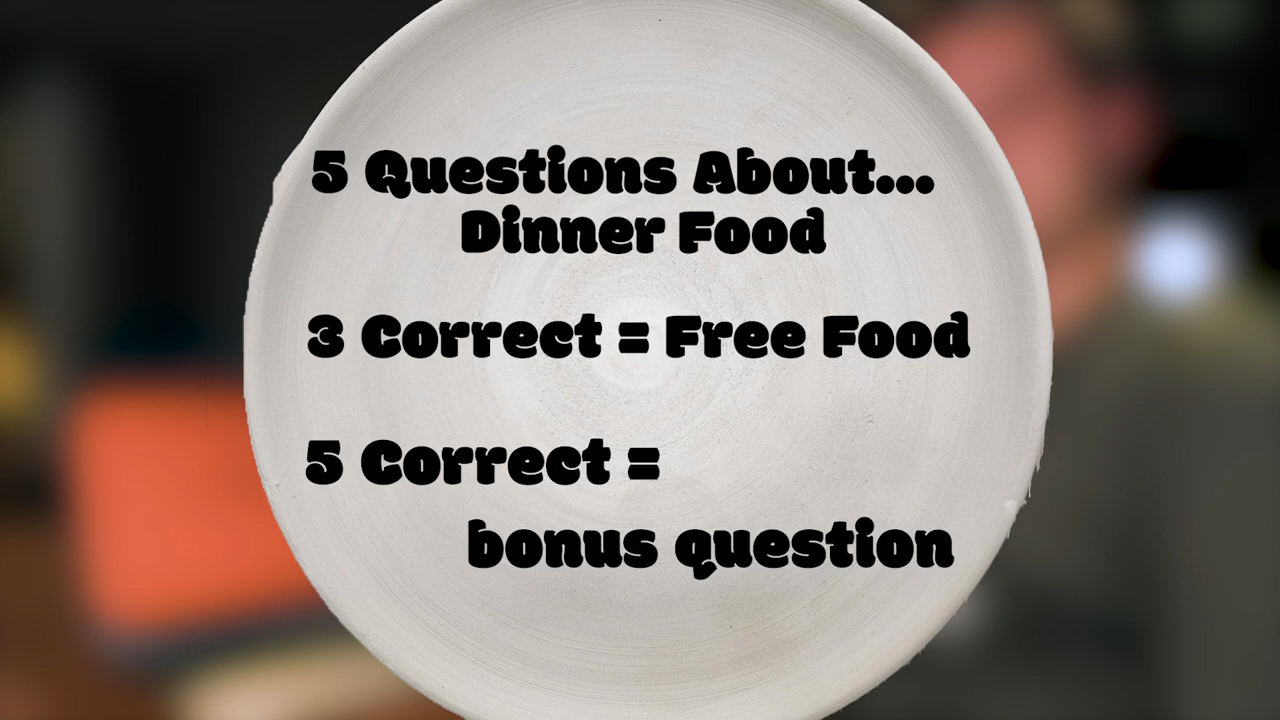 5 Questions About...
Dinner Food
3 Correct = Free Food
5 Correct =
bonus question